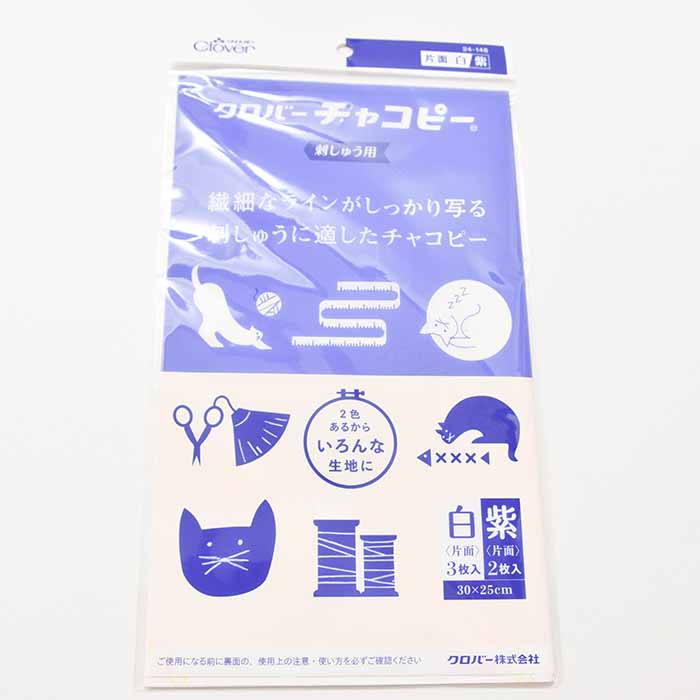 クロバー
Clover
24-148
片面 白/紫
クロバーチャコピー®
刺しゅう用
繊細なラインがしっかり写る
刺しゅうに適したチャコピー
zzz
2色
あるから
いろんな
生地に
白 紫
〈片面〉 〈片面〉
3枚入 2枚入
30×25cm
ご使用になる前に裏面の、使用上の注意・使い方を必ずご確認ください
クロバー株式会社